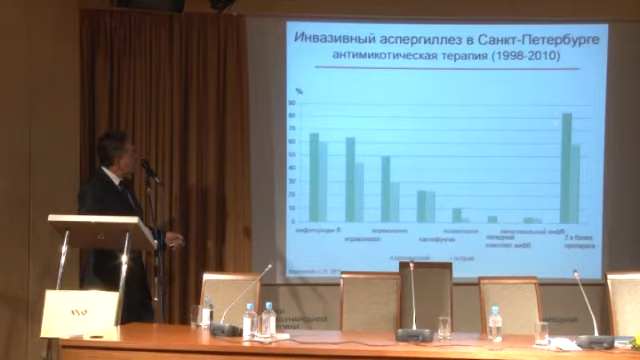 Инвазивный аспергиллез в Санкт-Петербурге
антимикотическая терапия (1998-2010)
%
90
80
70
60
50
40
30
20
10
0
амфотерицин В
итраконазол
вориконазол
каспофунгин
позаконазол
липидный
комплекс амфВ
липосомальный амфВ
2 и более
препарата